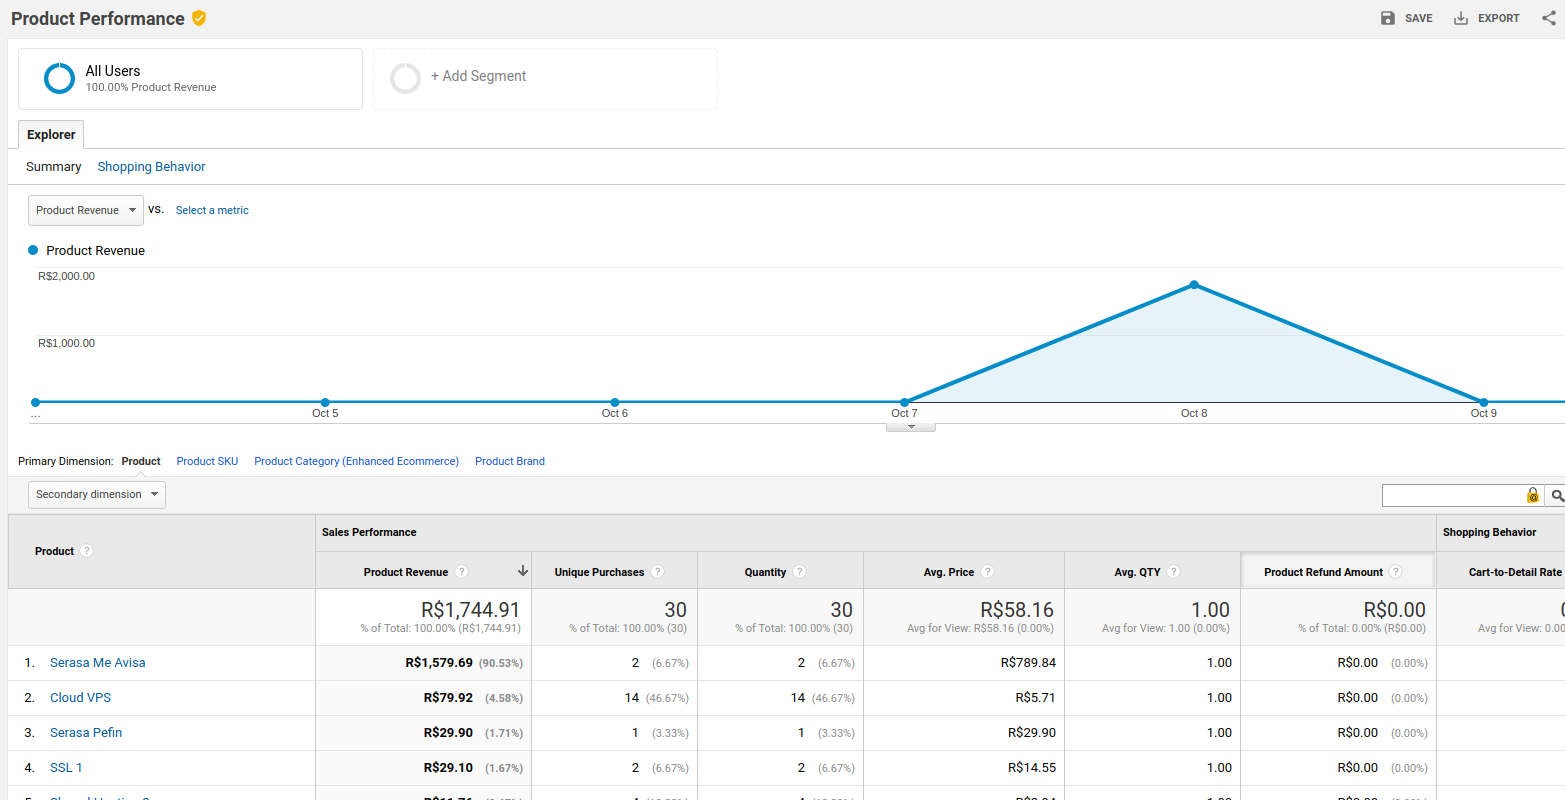 Product Performance
SAVE EXPORT
All Users
100.00% Product Revenue
+ Add Segment
Explorer
Summary Shopping Behavior
Product Revenue VS. Select a metric
Product Revenue
R$2,000.00
R$1,000.00
... Oct 5 Oct 6 Oct 7 Oct 8 Oct 9
Primary Dimension: Product Product SKU Product Category (Enhanced Ecommerce) Product Brand
Secondary dimension
Sales Performance Shopping Behavior
Product ?
Product Revenue ? Unique Purchases ? Quantity ? Avg. Price ? Avg. QTY ? Product Refund Amount ? Cart-to-Detail Rate
R$1,744.91 30 30 R$58.16 1.00 R$0.00
% of Total: 100.00% (R$1,744.91) % of Total: 100.00% (30) % of Total: 100.00% (30) Avg for View: R$58.16 (0.00%) Avg for View: 1.00 (0.00%) % of Total: 0.00% (R$0.00) Avg for View: 0.00
1. Serasa Me Avisa R$1,579.69 (90.53%) 2 (6.67%) 2 (6.67%) R$789.84 1.00 R$0.00 (0.00%)
2. Cloud VPS R$79.92 (4.58%) 14 (46.67%) 14 (46.67%) R$5.71 1.00 R$0.00 (0.00%)
3. Serasa Pefin R$29.90 (1.71%) 1 (3.33%) 1 (3.33%) R$29.90 1.00 R$0.00 (0.00%)
4. SSL 1 R$29.10 (1.67%) 2 (6.67%) 2 (6.67%) R$14.55 1.00 R$0.00 (0.00%)